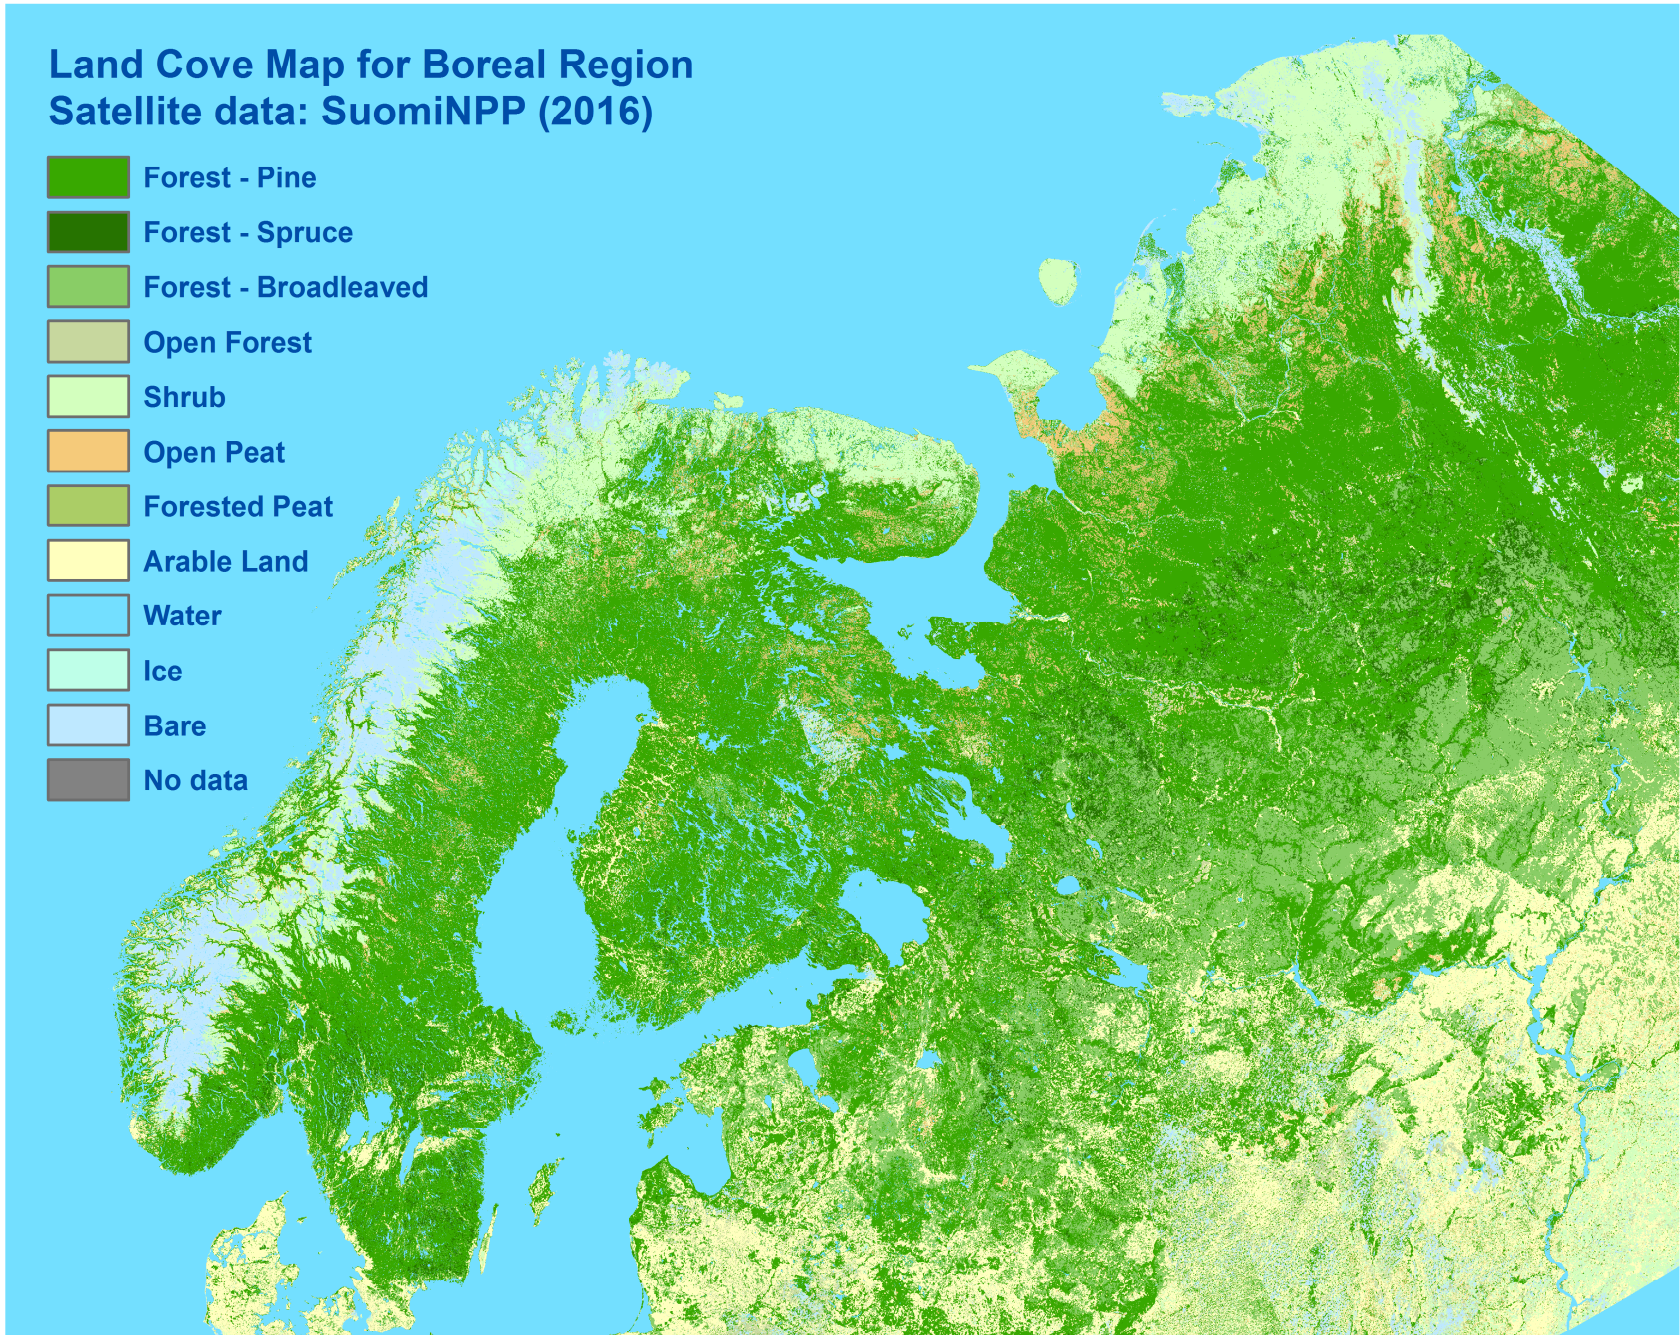 Land Cove Map for Boreal Region
Satellite data: SuomiNPP (2016)
Forest - Pine
Forest - Spruce
Forest - Broadleaved
Open Forest
Shrub
Open Peat
Forested Peat
Arable Land
Water
Ice
Bare
No data